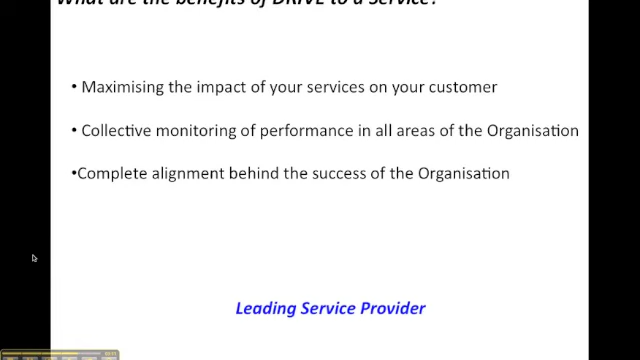 What are the benefits of DRIVE to a Service?
• Maximising the impact of your services on your customer
• Collective monitoring of performance in all areas of the Organisation
•Complete alignment behind the success of the Organisation
Leading Service Provider